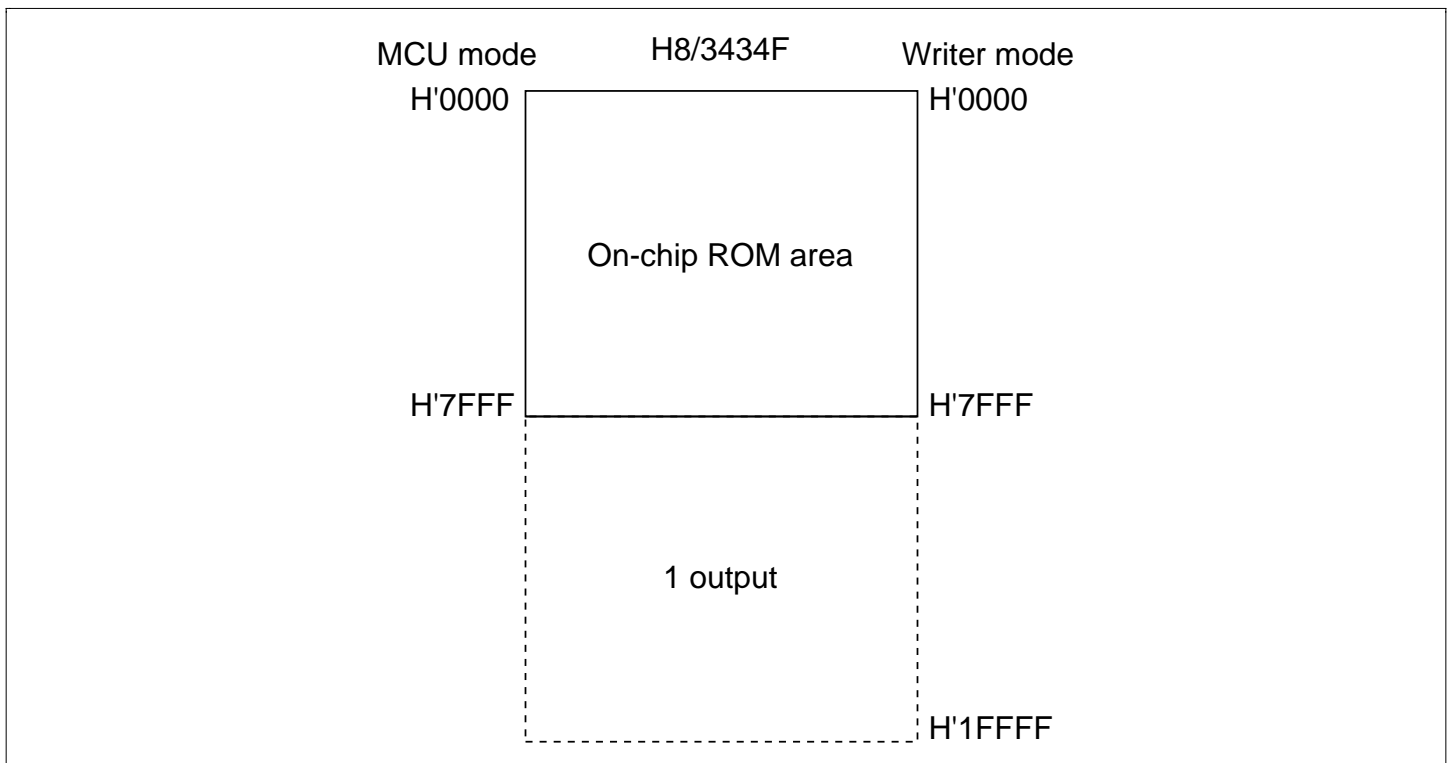 MCU mode H8/3434F Writer mode
H'0000 H'0000
On-chip ROM area
H'7FFF H'7FFF
1 output
H'1FFFF